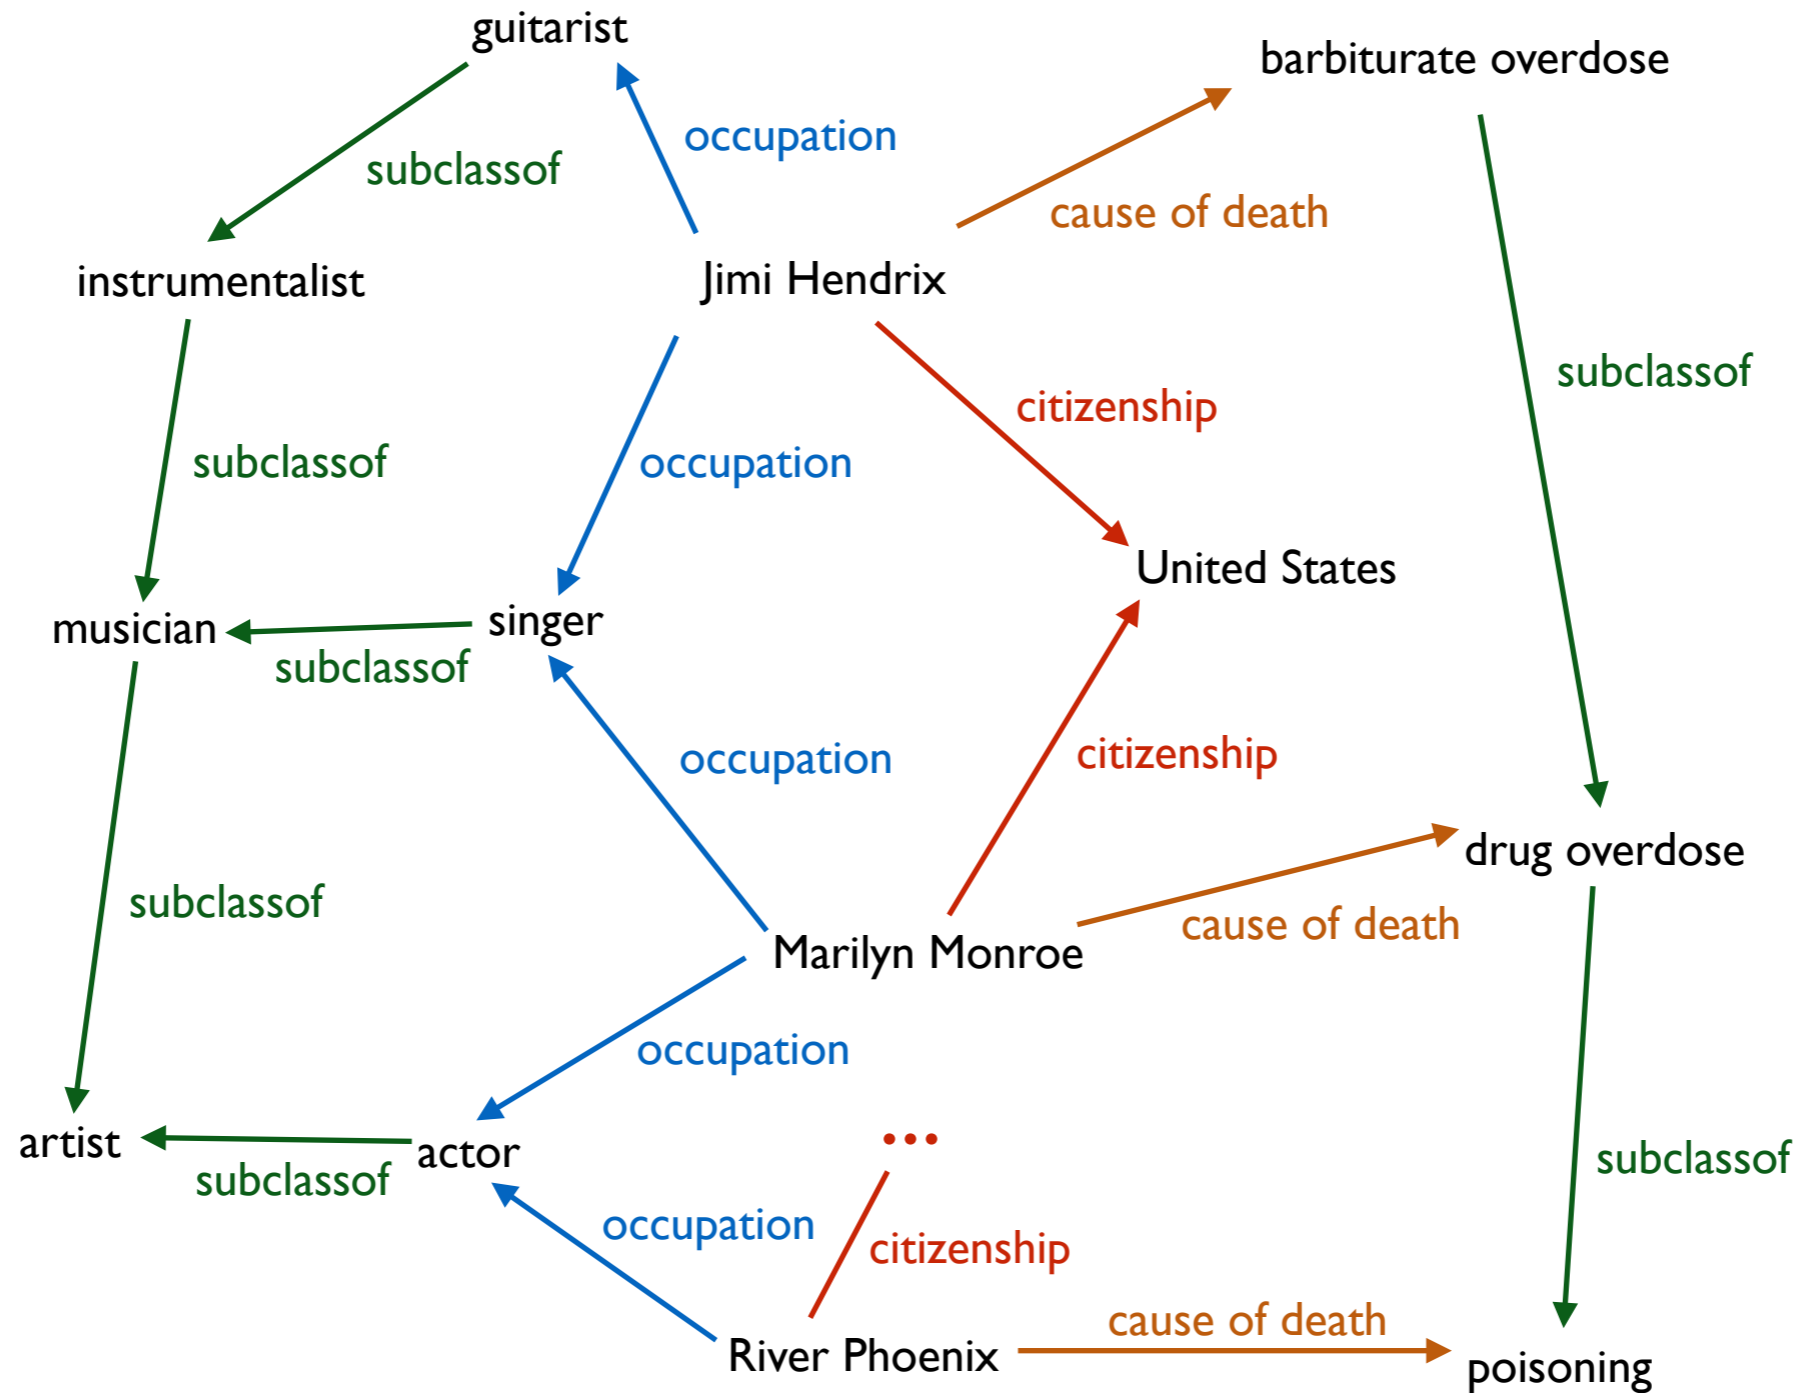 guitarist
barbiturate overdose
occupation
subclassof
cause of death
Jimi Hendrix
instrumentalist
subclassof
citizenship
subclassof
occupation
United States
singer
musician
subclassof
citizenship
occupation
drug overdose
subclassof
cause of death
Marilyn Monroe
occupation
...
artist
actor
subclassof
subclassof
occupation
citizenship
cause of death
River Phoenix
poisoning